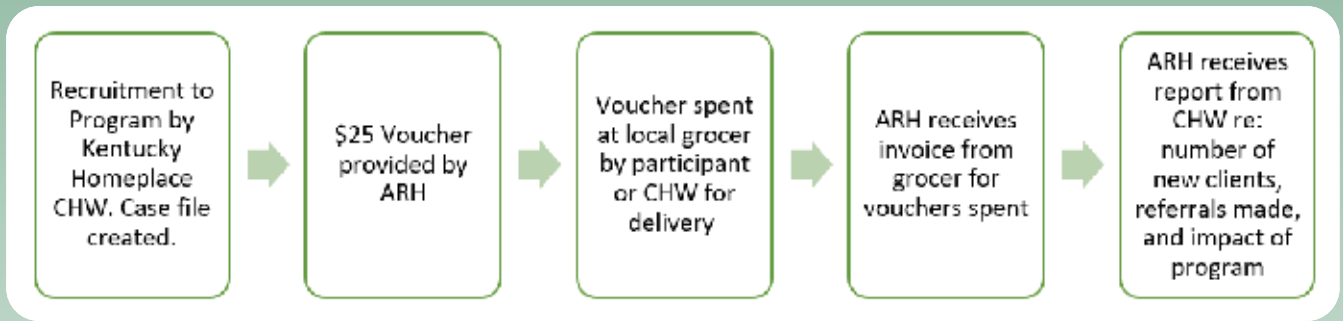 Recruitment to
Program by
Kentucky
Homeplace
CHW. Case file
created.
$25 Voucher
provided by
ARH
Voucher spent
at local grocer
by participant
or CHW for
delivery
ARH receives
invoice from
grocer for
vouchers spent
ARH receives
report from
CHW re:
number of
new clients,
referrals made,
and impact of
program